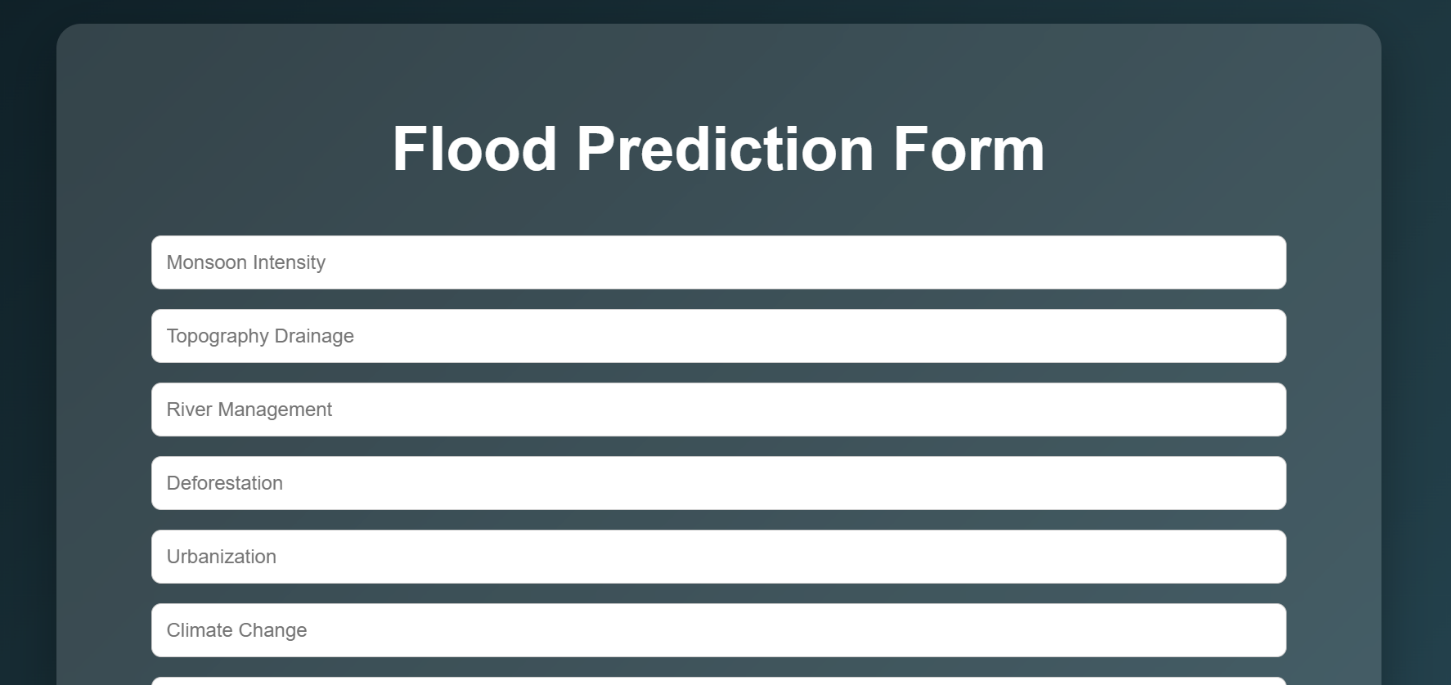 Flood Prediction Form
Monsoon Intensity
Topography Drainage
River Management
Deforestation
Urbanization
Climate Change